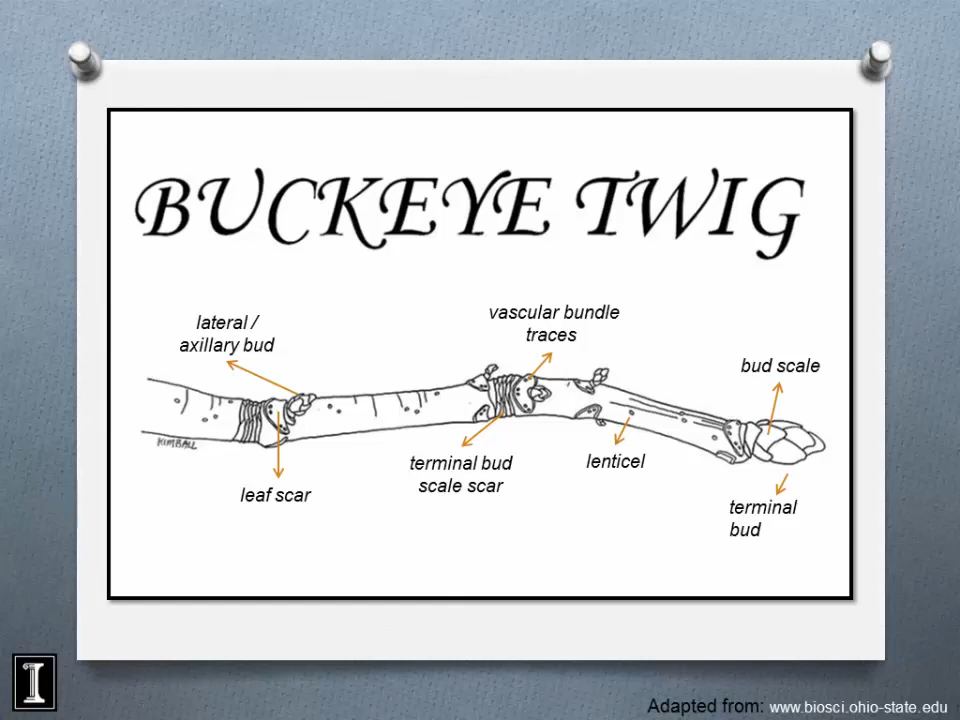 BUCKEYE TWIG
lateral /
axillary bud
vascular bundle
traces
bud scale
KIMBALL
leaf scar
terminal bud
scale scar
lenticel
terminal
bud
I
Adapted from: www.biosci.ohio-state.edu